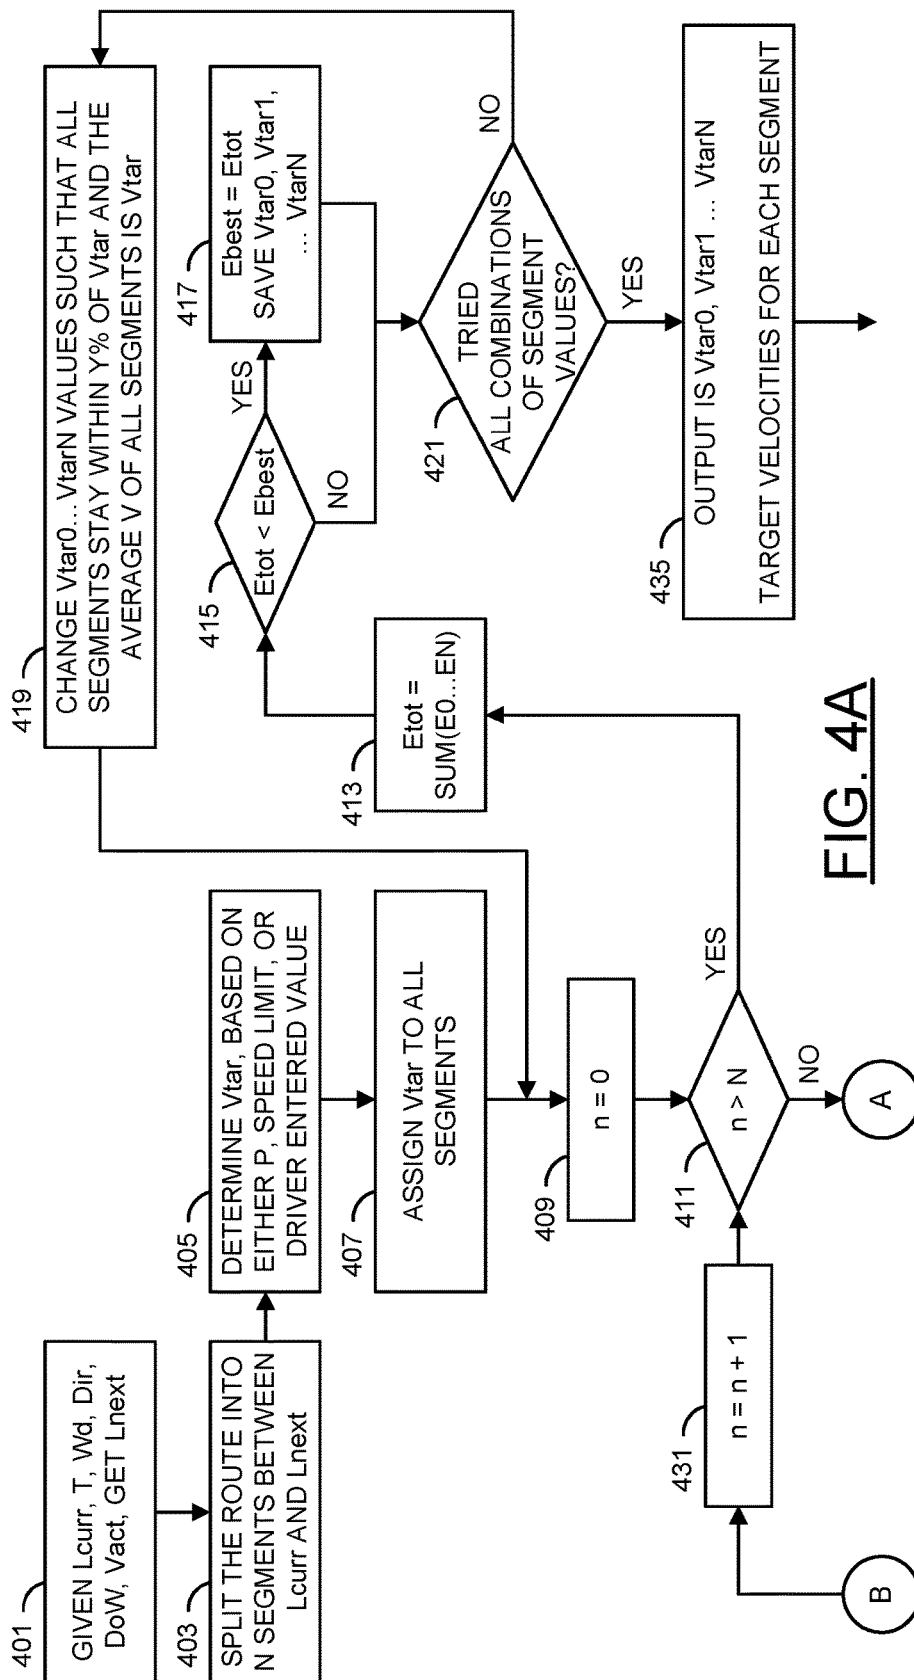 401
GIVEN Lcurr, T, Wd, Dir,
DoW, Vact, GET Lnext
403
SPLIT THE ROUTE INTO
N SEGMENTS BETWEEN
Lcurr AND Lnext
405
DETERMINE Vtar, BASED ON
EITHER P, SPEED LIMIT, OR
DRIVER ENTERED VALUE
407
ASSIGN Vtar TO ALL
SEGMENTS
409
n = 0
411
n > N
YES
NO
A
431
n = n + 1
B
413
Etot =
SUM(E0...EN)
415
Etot < Ebest
YES
NO
417
Ebest = Etot
SAVE Vtar0, Vtar1,
... VtarN
419
CHANGE Vtar0... VtarN VALUES SUCH THAT ALL
SEGMENTS STAY WITHIN Y% OF Vtar AND THE
AVERAGE V OF ALL SEGMENTS IS Vtar
421
TRIED
ALL COMBINATIONS
OF SEGMENT
VALUES?
NO
YES
435
OUTPUT IS Vtar0, Vtar1 ... VtarN
TARGET VELOCITIES FOR EACH SEGMENT
FIG. 4A